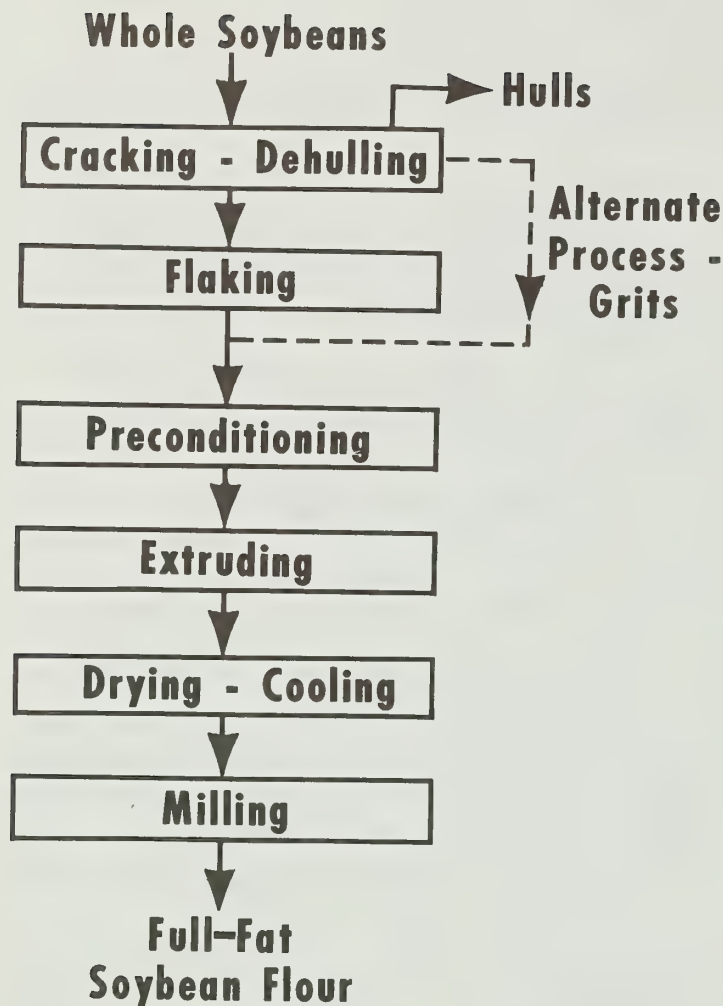 Whole Soybeans
Hulls
Cracking - Dehulling
Alternate
Process -
Grits
Flaking
Preconditioning
Extruding
Drying - Cooling
Milling
Full-Fat
Soybean Flour